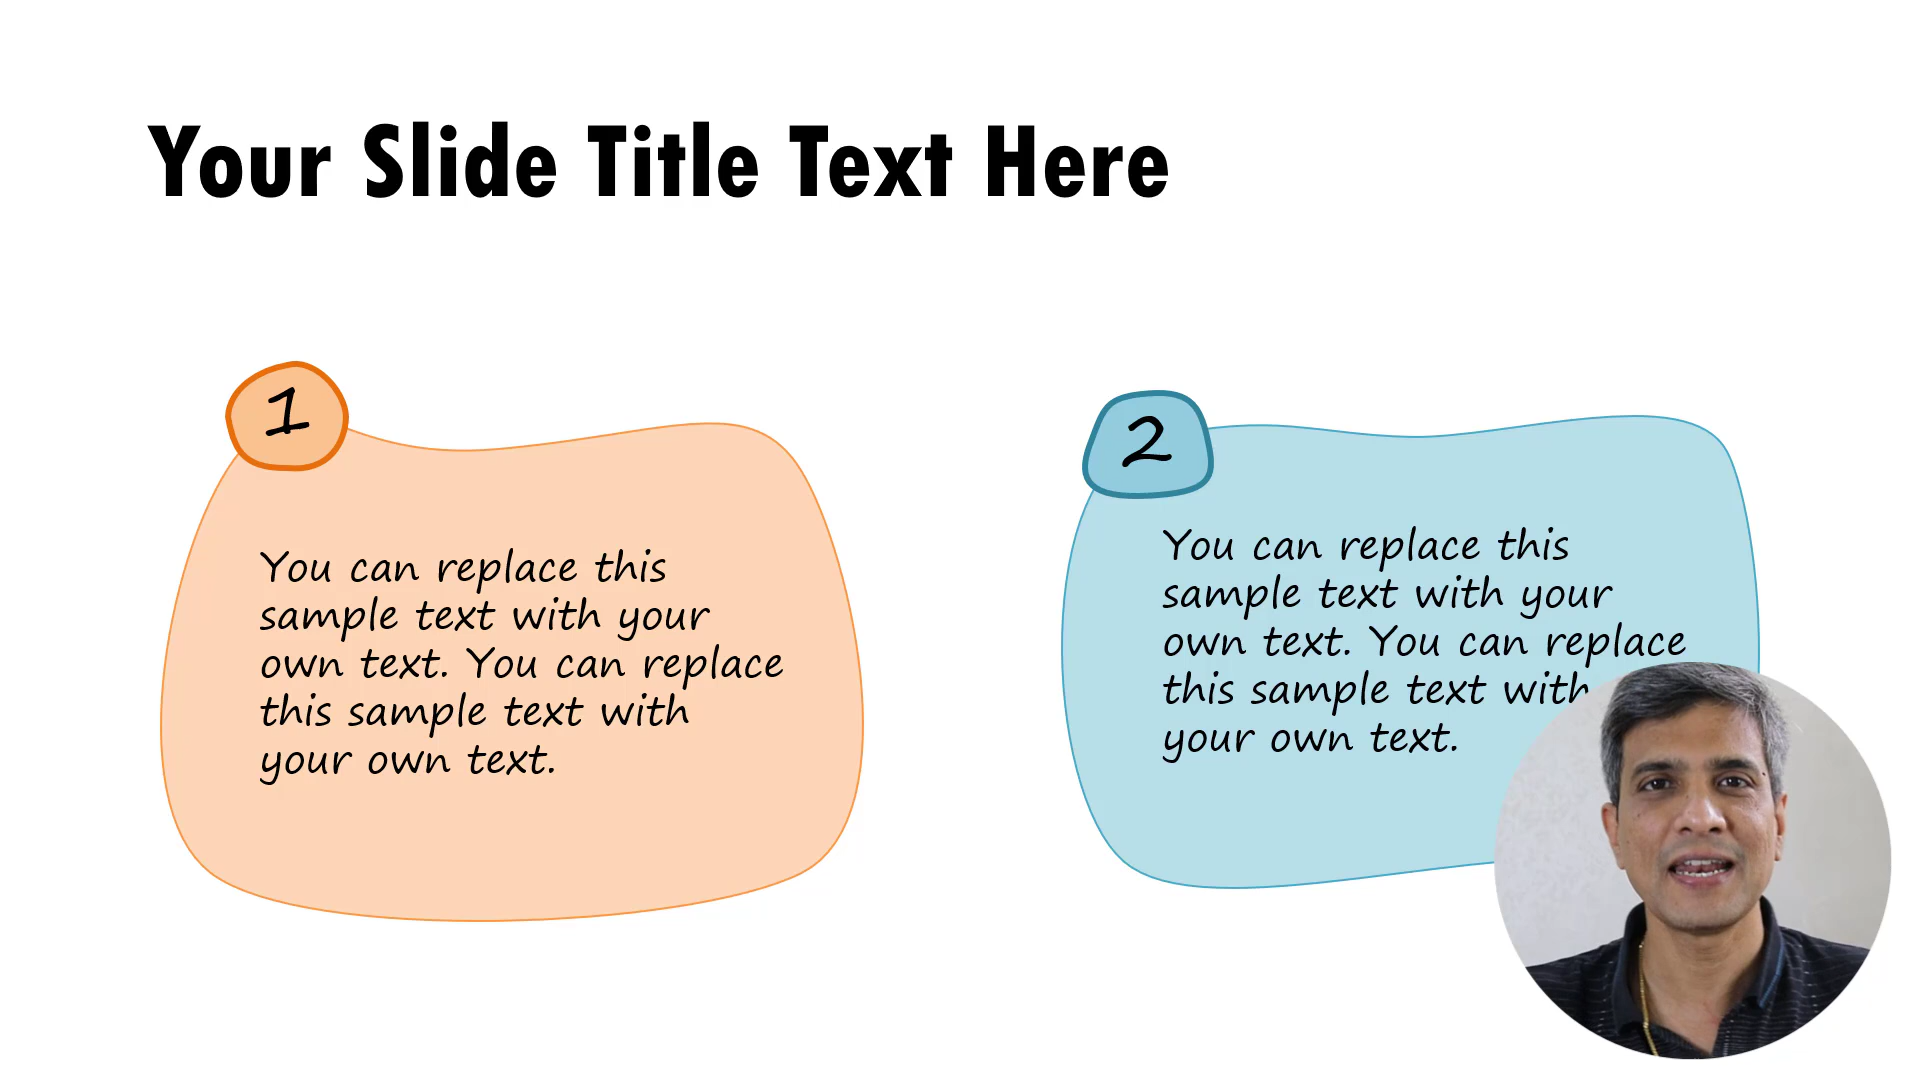 Your Slide Title Text Here
1
You can replace this
sample text with your
own text. You can replace
this sample text with
your own text.
2
You can replace this
sample text with your
own text. You can replace
this sample text with
your own text.